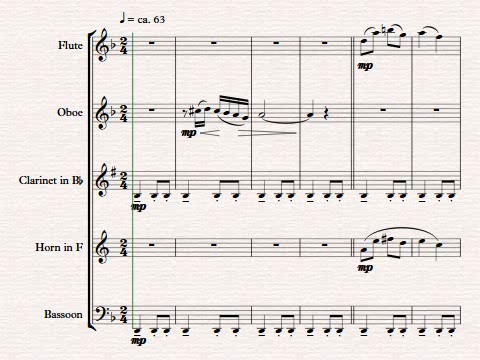 ♩ = ca. 63
Flute
mp
Oboe
mp
Clarinet in B♭
mp
Horn in F
mp
Bassoon
mp